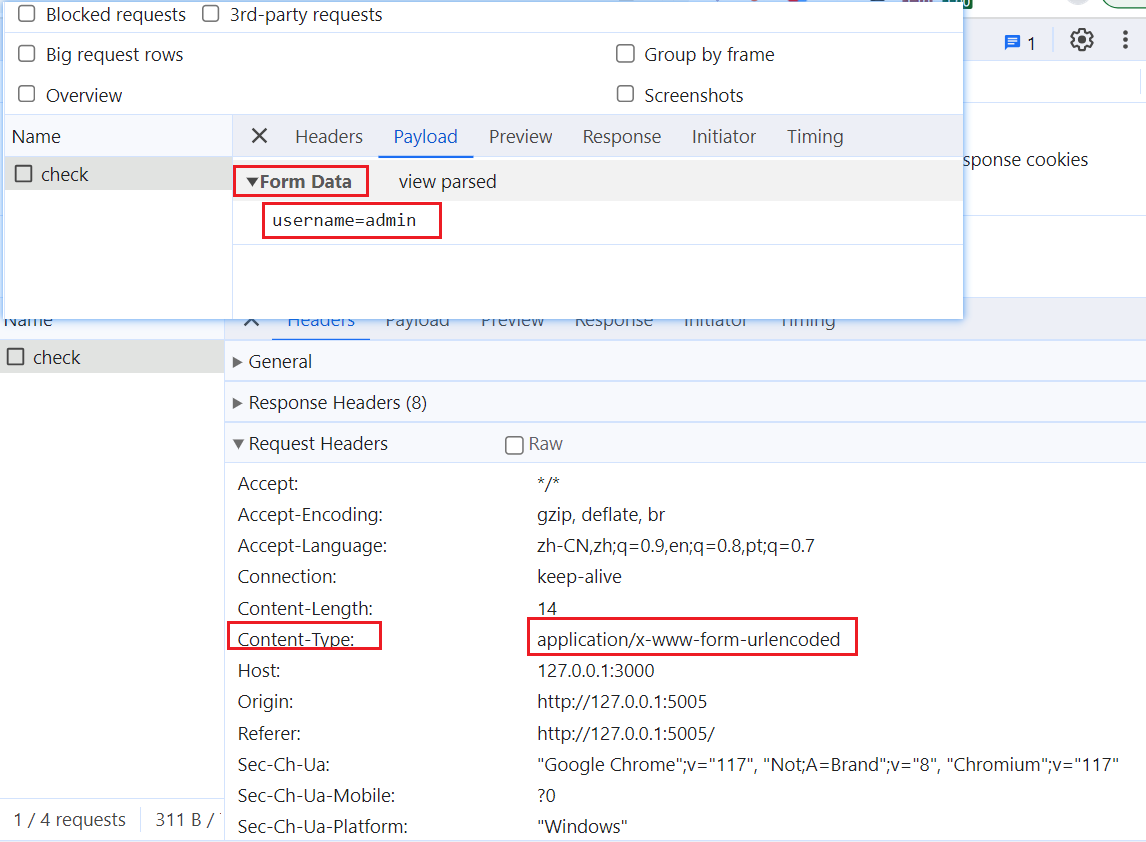 Blocked requests 3rd-party requests
1
Big request rows Group by frame
Overview Screenshots
Name Headers Payload Preview Response Initiator Timing
sponse cookies
check
Form Data view parsed
username=admin
Name Headers Payload Preview Response Initiator Timing
check
General
Response Headers (8)
Request Headers Raw
Accept: */*
Accept-Encoding: gzip, deflate, br
Accept-Language: zh-CN,zh;q=0.9,en;q=0.8,pt;q=0.7
Connection: keep-alive
Content-Length: 14
Content-Type: application/x-www-form-urlencoded
Host: 127.0.0.1:3000
Origin: http://127.0.0.1:5005
Referer: http://127.0.0.1:5005/
Sec-Ch-Ua: "Google Chrome";v="117", "Not;A=Brand";v="8", "Chromium";v="117"
Sec-Ch-Ua-Mobile: ?0
Sec-Ch-Ua-Platform: "Windows"
1 / 4 requests 311 B /